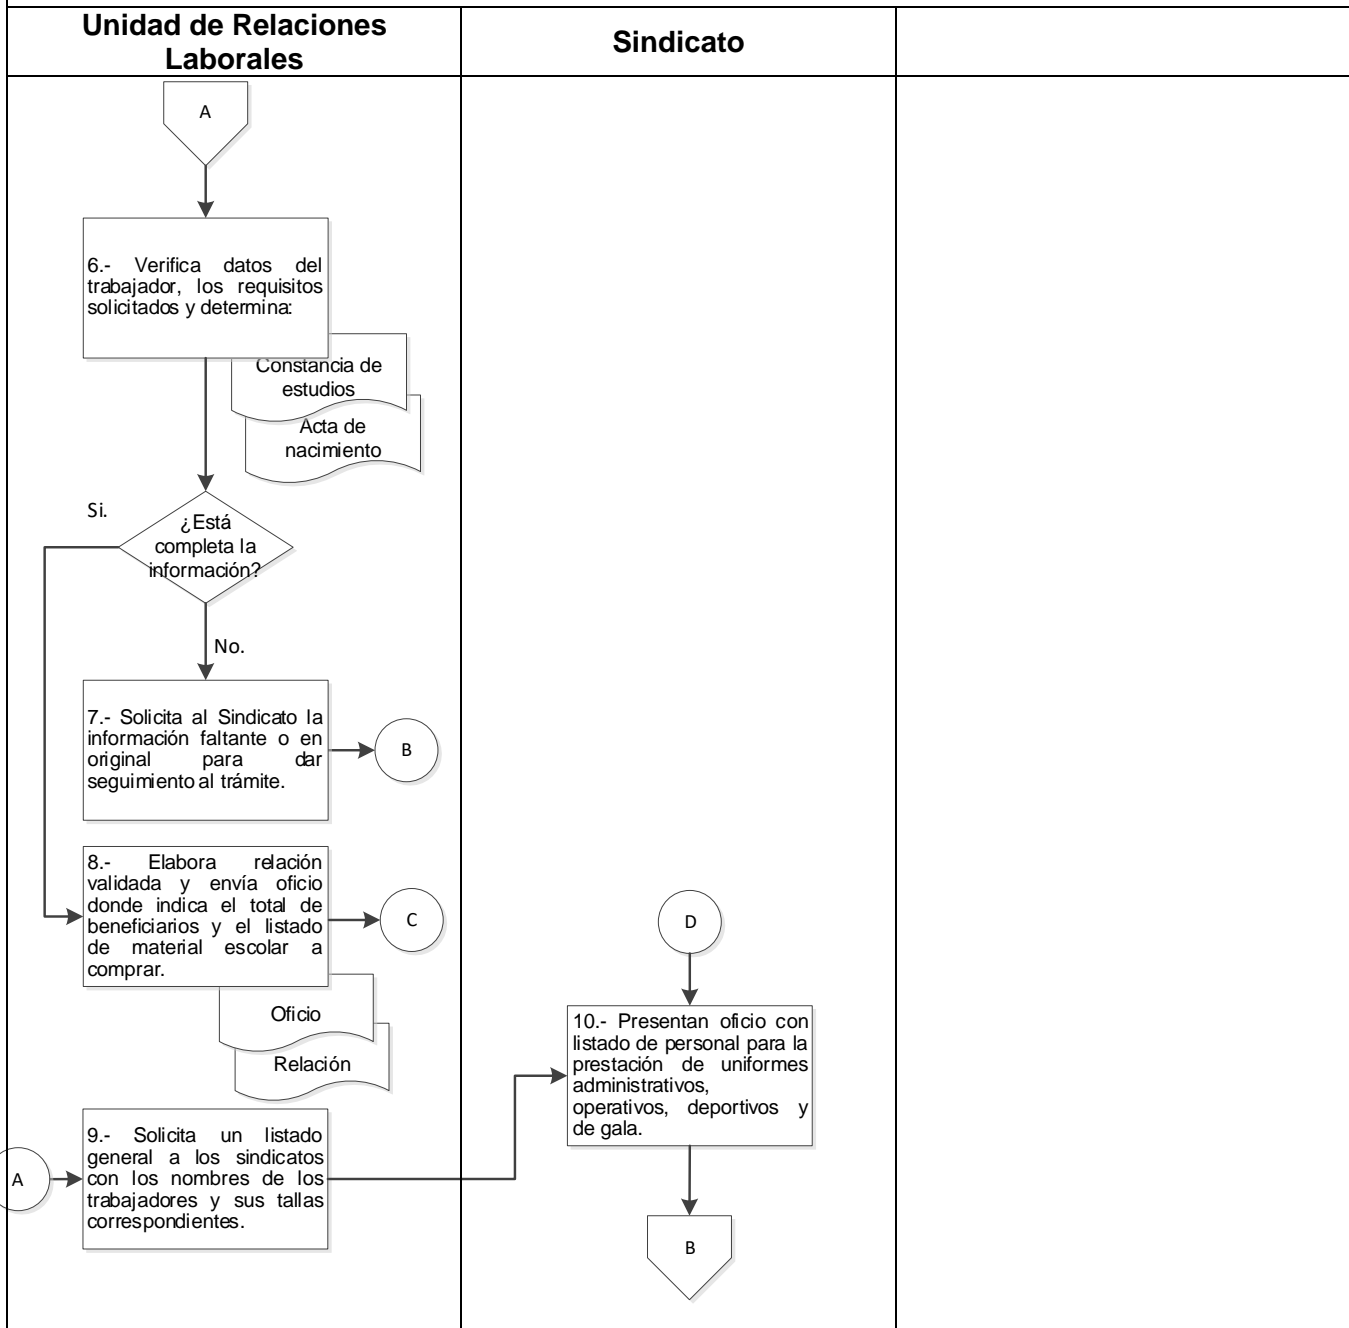 Unidad de Relaciones
Laborales
Sindicato
A
6.- Verifica datos del
trabajador, los requisitos
solicitados y determina:
Constancia de
estudios
Acta de
nacimiento
Si.
¿Está
completa la
información?
No.
7.- Solicita al Sindicato la
información faltante o en
original para dar
seguimiento al trámite.
B
8.- Elabora relación
validada y envía oficio
donde indica el total de
beneficiarios y el listado
de material escolar a
comprar.
C
Oficio
Relación
D
10.- Presentan oficio con
listado de personal para la
prestación de uniformes
administrativos,
operativos, deportivos y
de gala.
A
9.- Solicita un listado
general a los sindicatos
con los nombres de los
trabajadores y sus tallas
correspondientes.
B